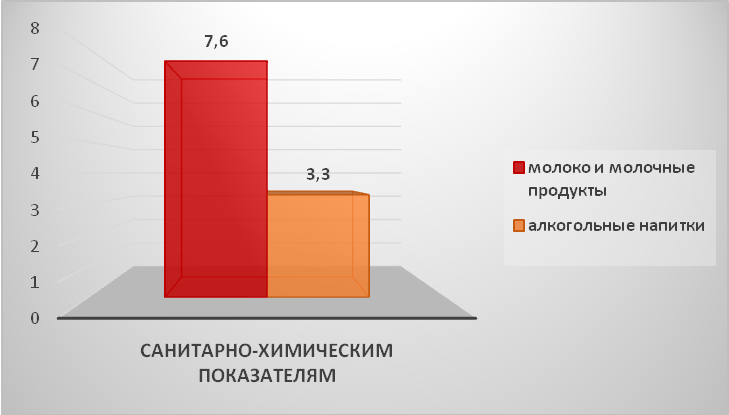 8
7
6
5
4
3
2
1
0
7,6
3,3
САНИТАРНО-ХИМИЧЕСКИМ
ПОКАЗАТЕЛЯМ
молоко и молочные
продукты
алкогольные напитки